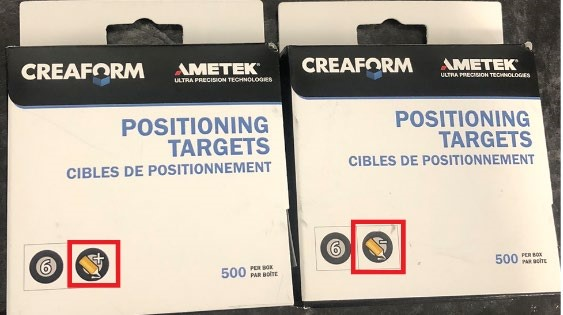 CREAFORM
AMETEK®
ULTRA PRECISION TECHNOLOGIES
POSITIONING
TARGETS
CIBLES DE POSITIONNEMENT
6
+
500 PER BOX
PAR BOÎTE
CREAFORM
AMETEK®
ULTRA PRECISION TECHNOLOGIES
POSITIONING
TARGETS
CIBLES DE POSITIONNEMENT
6
-
500 PER BOX
PAR BOÎTE